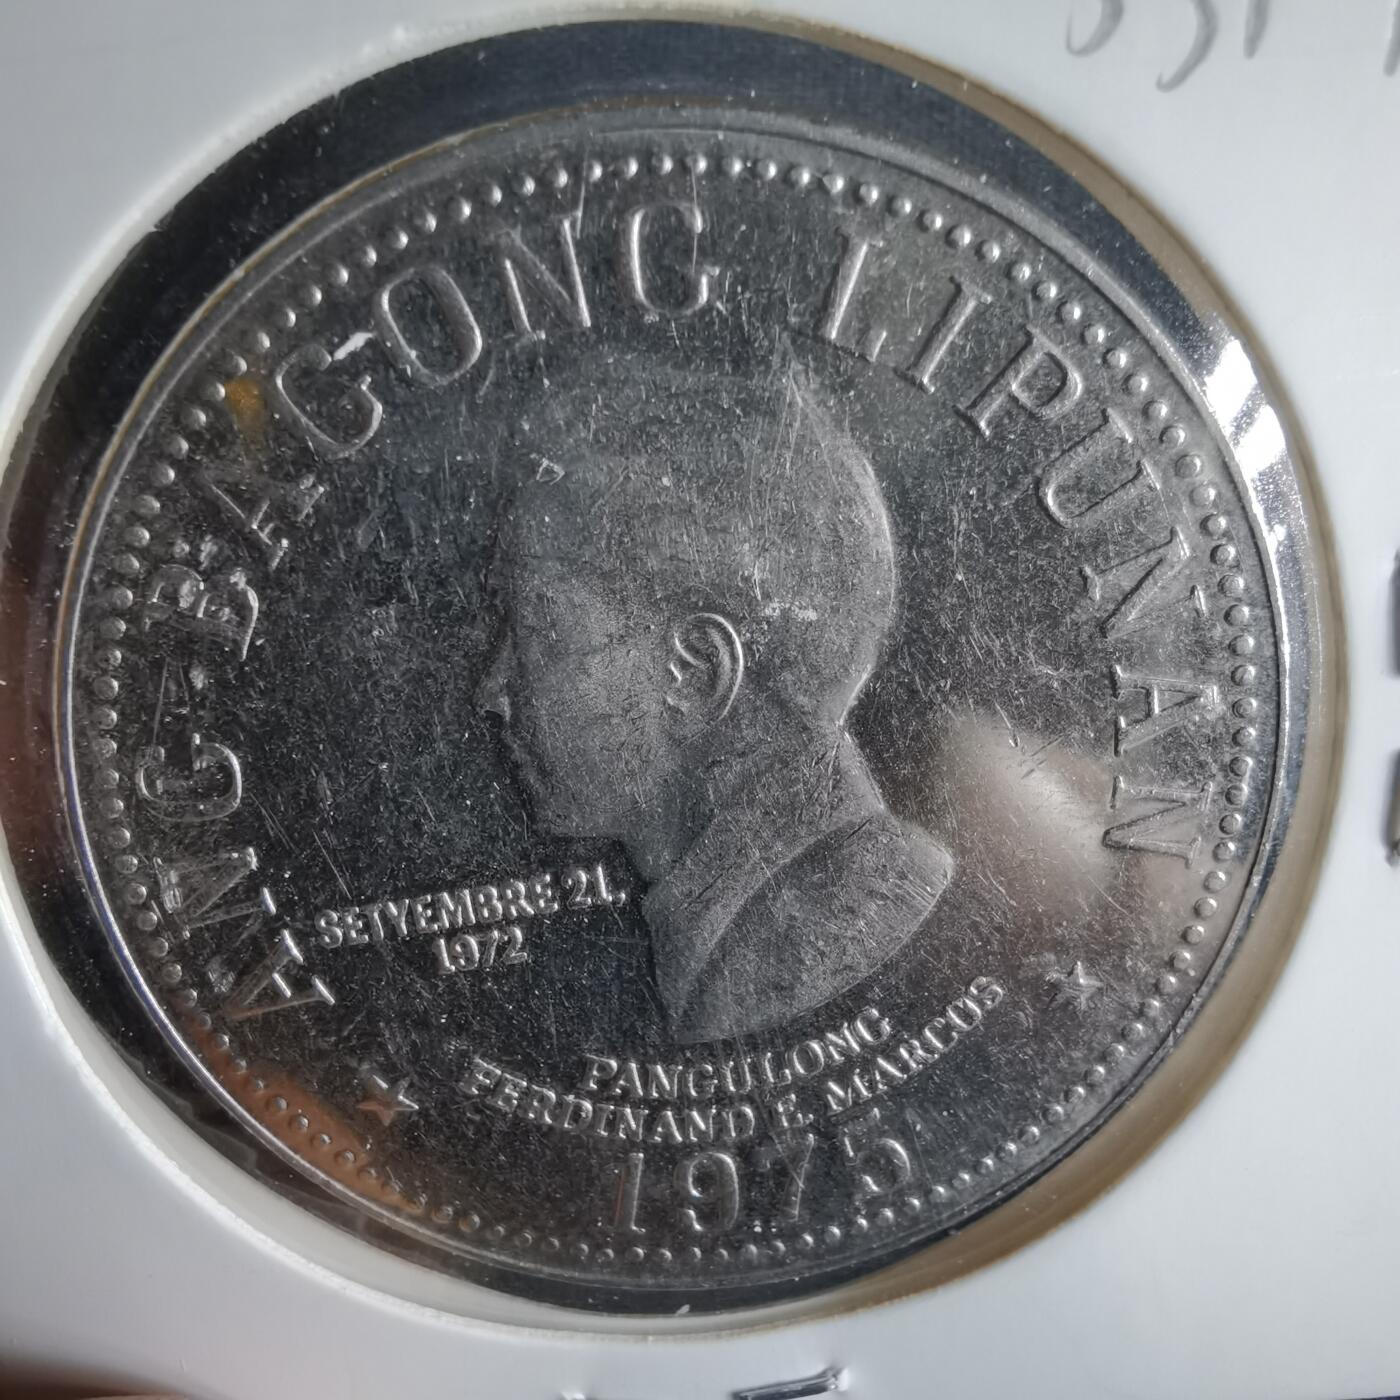 ANG BAGONG LIPUNAN
SETYEMBRE 21,
1972
PANGULONG
FERDINAND E. MARCOS
1975